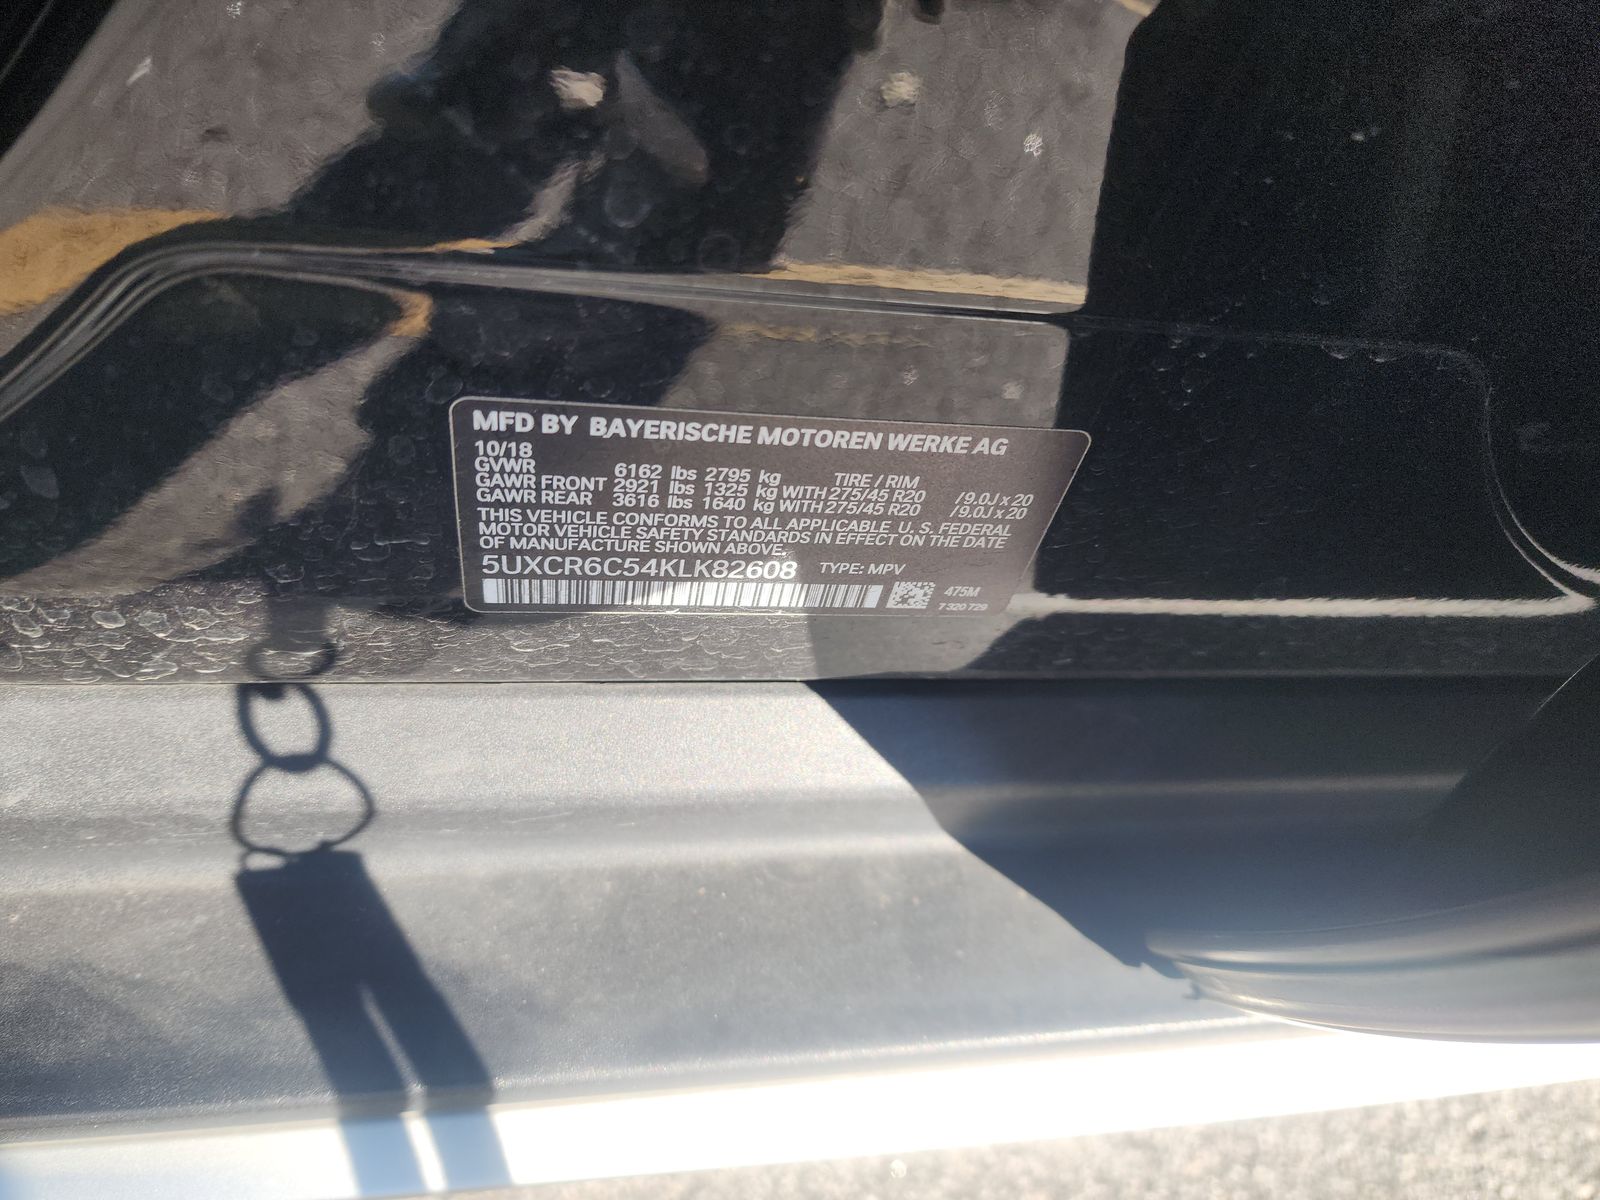 MFD BY BAYERISCHE MOTOREN WERKE AG
10/18
GVWR 6162 lbs 2795 kg TIRE / RIM
GAWR FRONT 2921 lbs 1325 kg WITH 275/45 R20 /9.0J x 20
GAWR REAR 3616 lbs 1640 kg WITH 275/45 R20 /9.0J x 20
THIS VEHICLE CONFORMS TO ALL APPLICABLE U. S. FEDERAL
MOTOR VEHICLE SAFETY STANDARDS IN EFFECT ON THE DATE
OF MANUFACTURE SHOWN ABOVE.
5UXCR6C54KLK82608 TYPE: MPV
475M
7 320 729